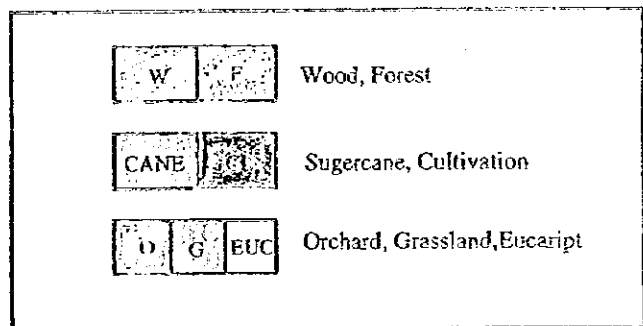 W F Wood, Forest
CANE Sugercane, Cultivation
O G EUC Orchard, Grassland,Eucaript